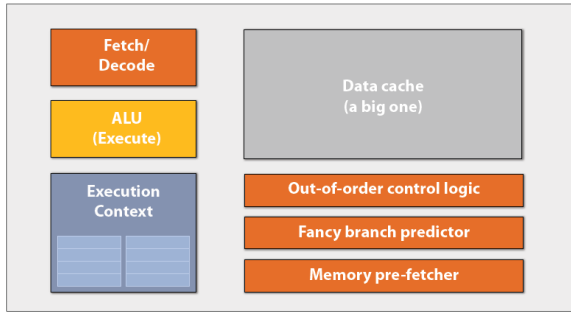 Fetch/
Decode
ALU
(Execute)
Execution
Context
Data cache
(a big one)
Out-of-order control logic
Fancy branch predictor
Memory pre-fetcher